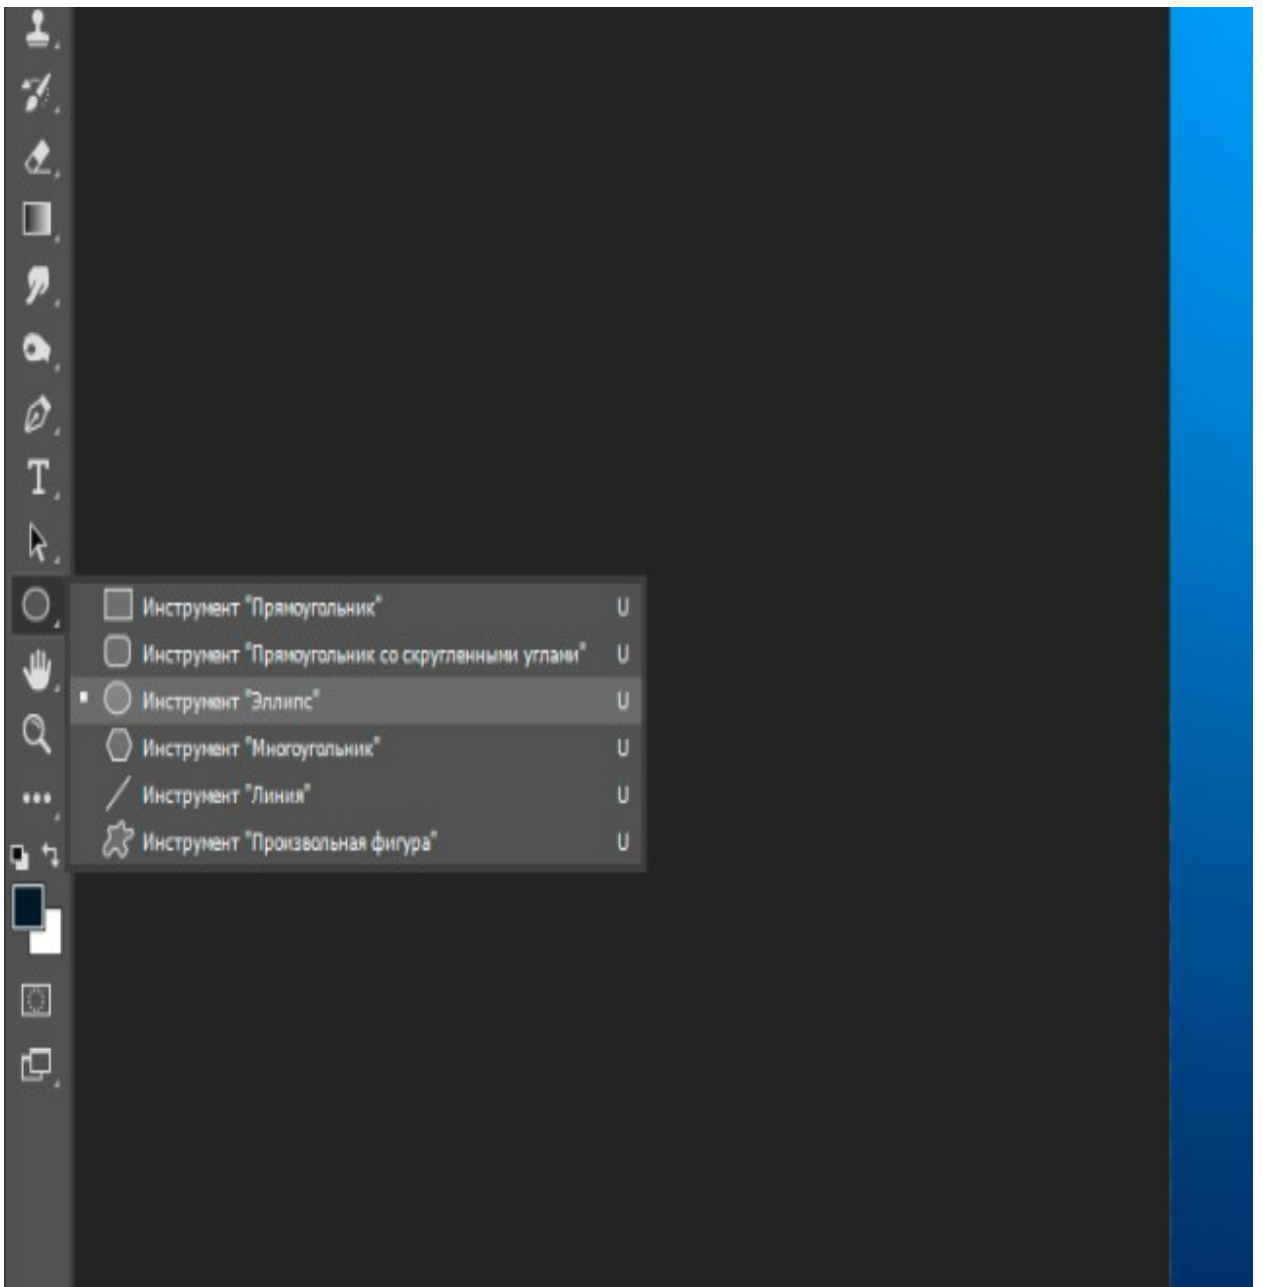 Инструмент "Прямоугольник" U
Инструмент "Прямоугольник со скругленными углами" U
Инструмент "Эллипс" U
Инструмент "Многоугольник" U
Инструмент "Линия" U
Инструмент "Произвольная фигура" U